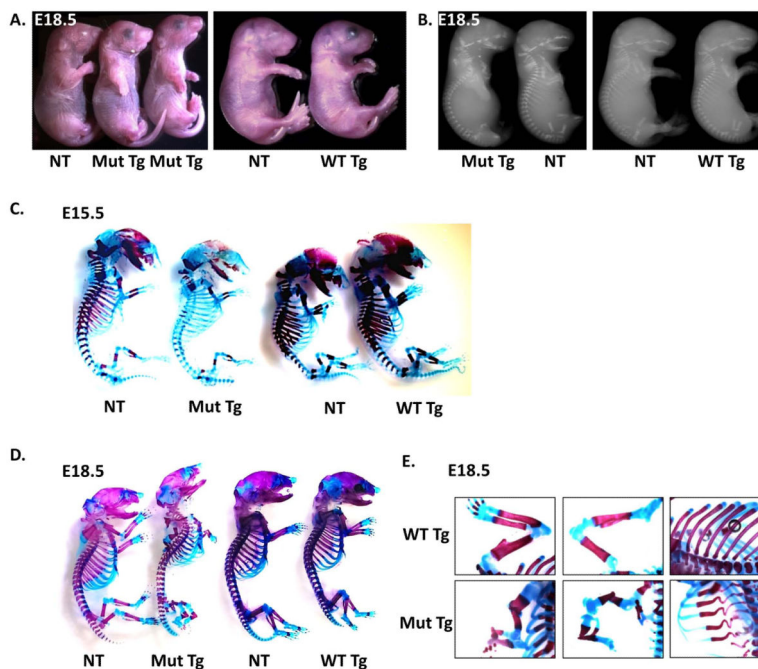 A.
E18.5
NT
Mut Tg
Mut Tg
NT
WT Tg
B.
E18.5
Mut Tg
NT
NT
WT Tg
C.
E15.5
NT
Mut Tg
NT
WT Tg
D.
E18.5
NT
Mut Tg
NT
WT Tg
E.
E18.5
WT Tg
Mut Tg